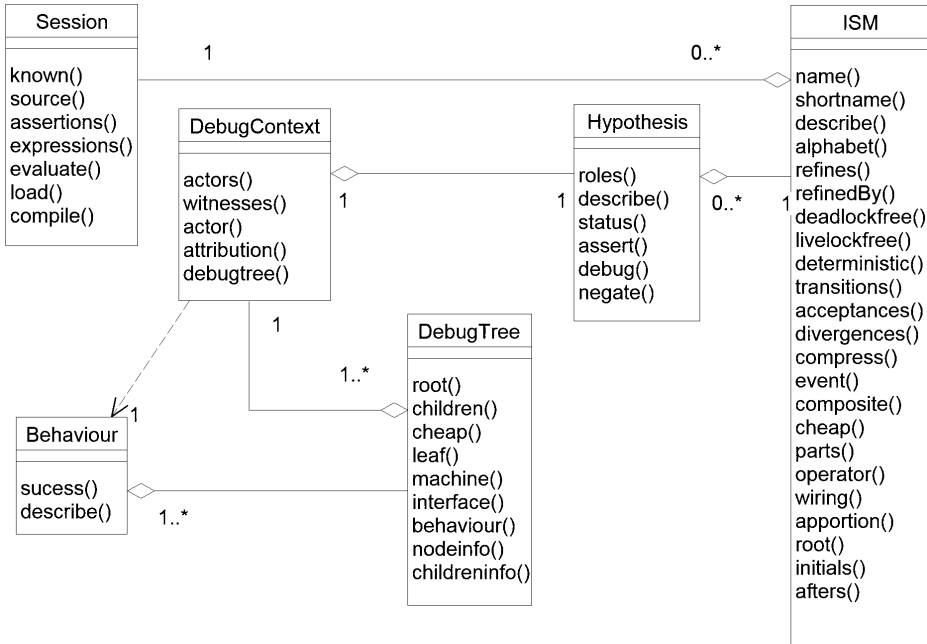 Session
known()
source()
assertions()
expressions()
evaluate()
load()
compile()
1
0..*
ISM
name()
shortname()
describe()
alphabet()
refines()
refinedBy()
deadlockfree()
livelockfree()
deterministic()
transitions()
acceptances()
divergences()
compress()
event()
composite()
cheap()
parts()
operator()
wiring()
apportion()
root()
initials()
afters()
DebugContext
actors()
witnesses()
actor()
attribution()
debugtree()
1
1
Hypothesis
roles()
describe()
status()
assert()
debug()
negate()
0..*
1
1
1..*
DebugTree
root()
children()
cheap()
leaf()
machine()
interface()
behaviour()
nodeinfo()
childreninfo()
1
Behaviour
sucess()
describe()
1..*